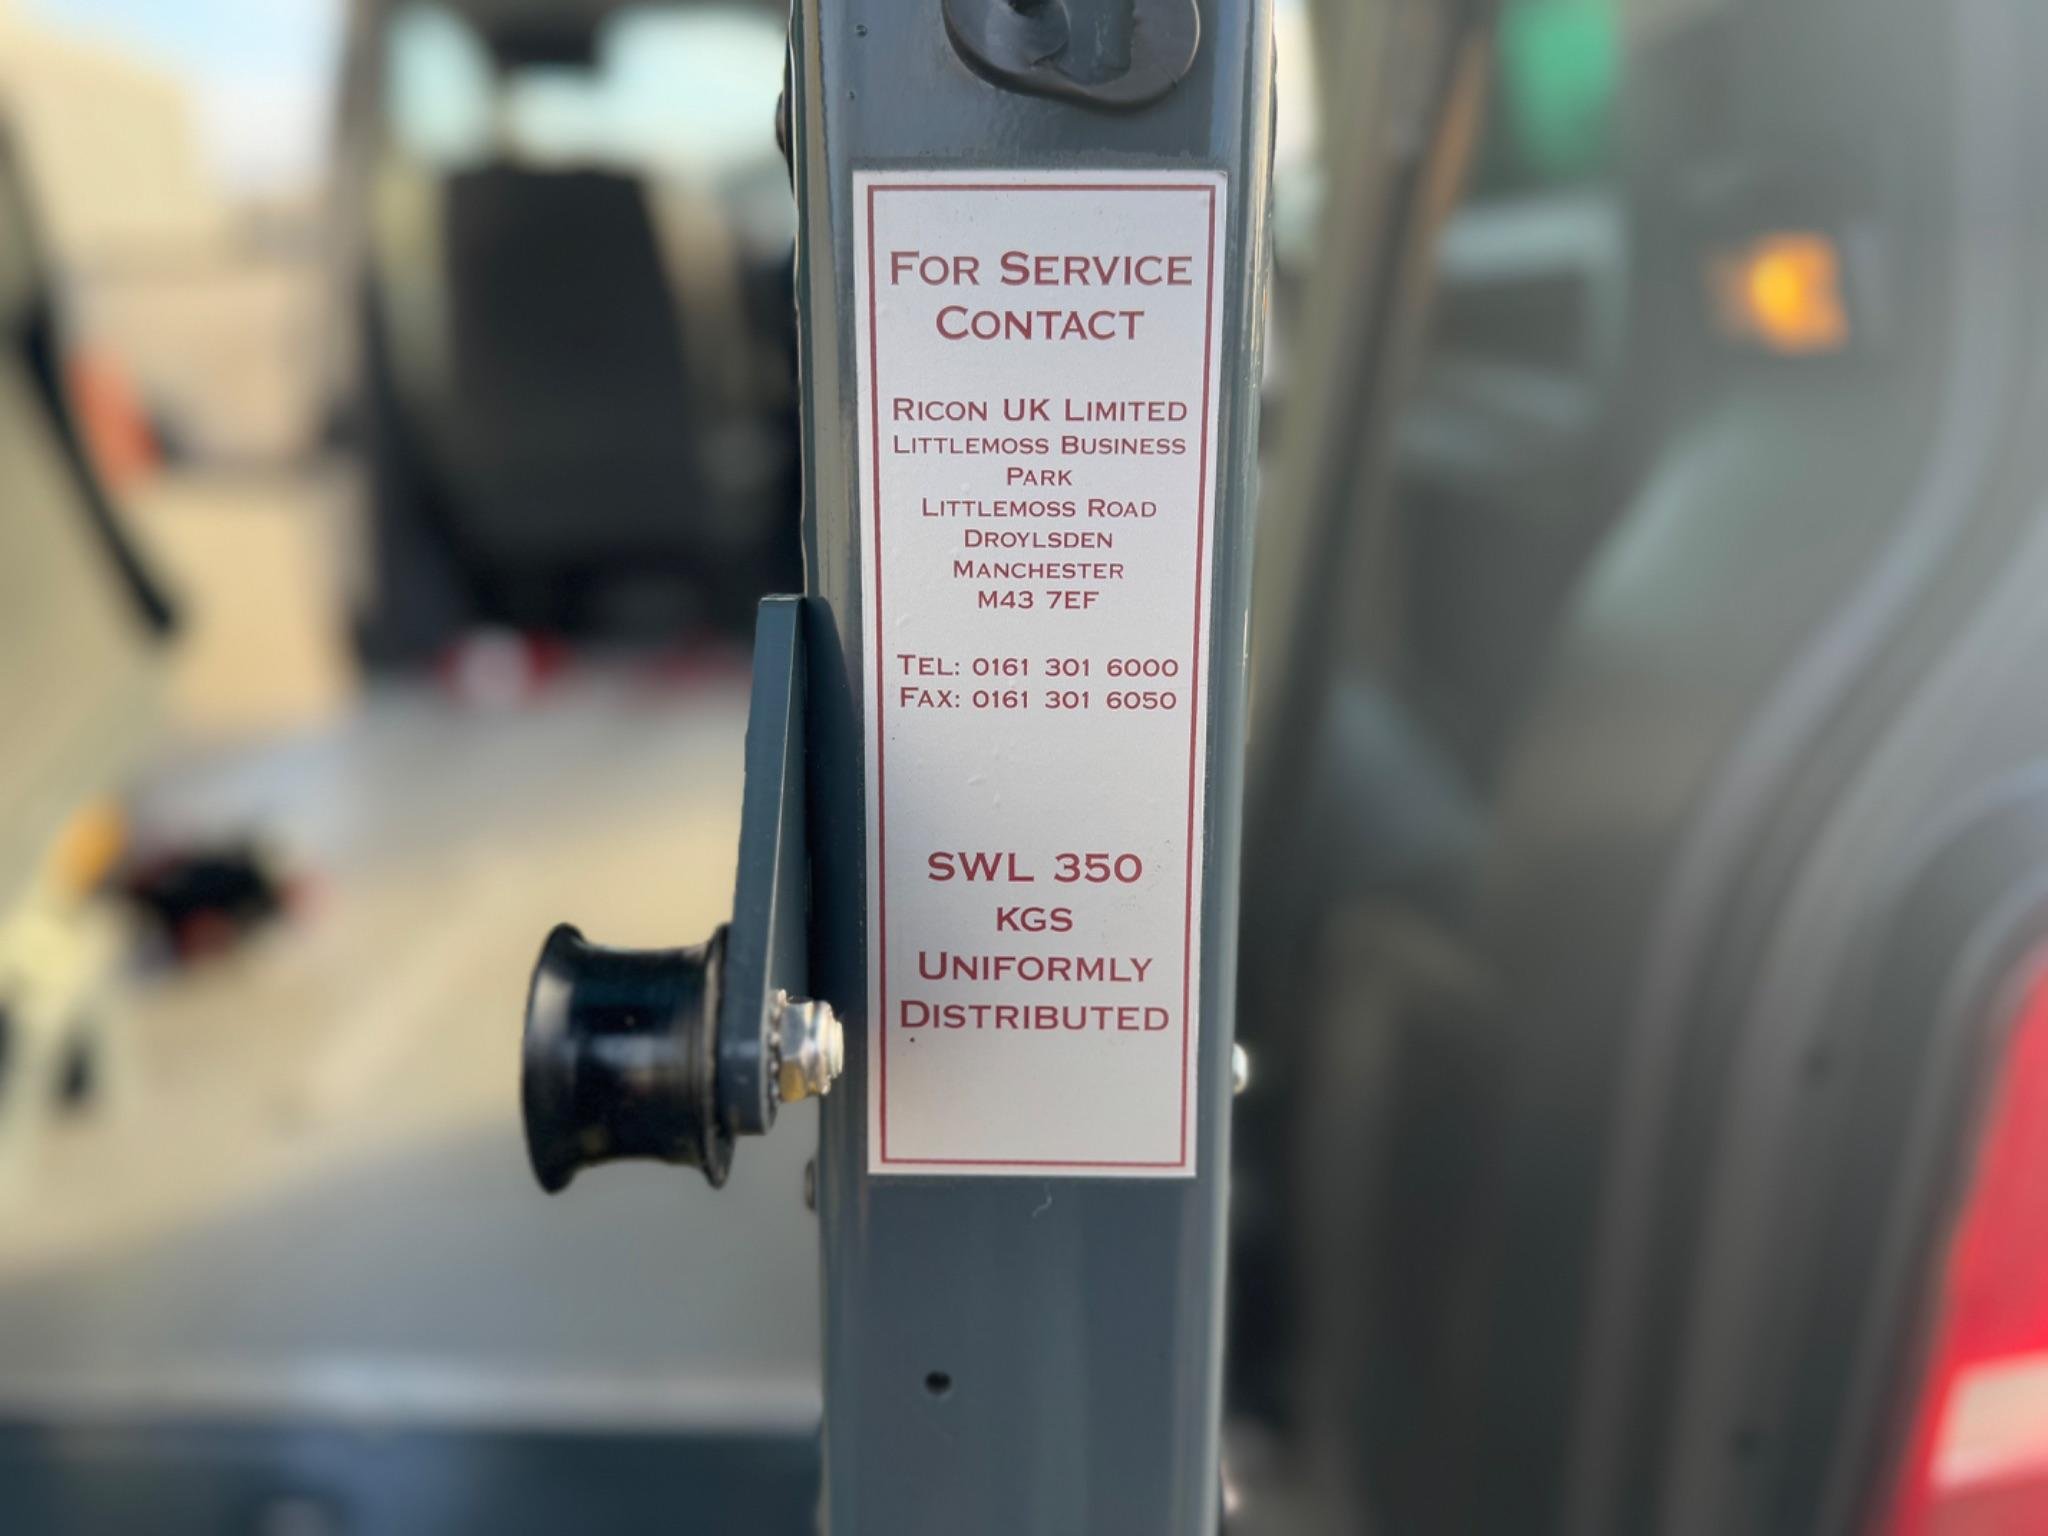 FOR SERVICE
CONTACT
RICON UK LIMITED
LITTLEMOSS BUSINESS
PARK
LITTLEMOSS ROAD
DROYLSDEN
MANCHESTER
M43 7EF
TEL: 0161 301 6000
FAX: 0161 301 6050
SWL 350
KGS
UNIFORMLY
DISTRIBUTED